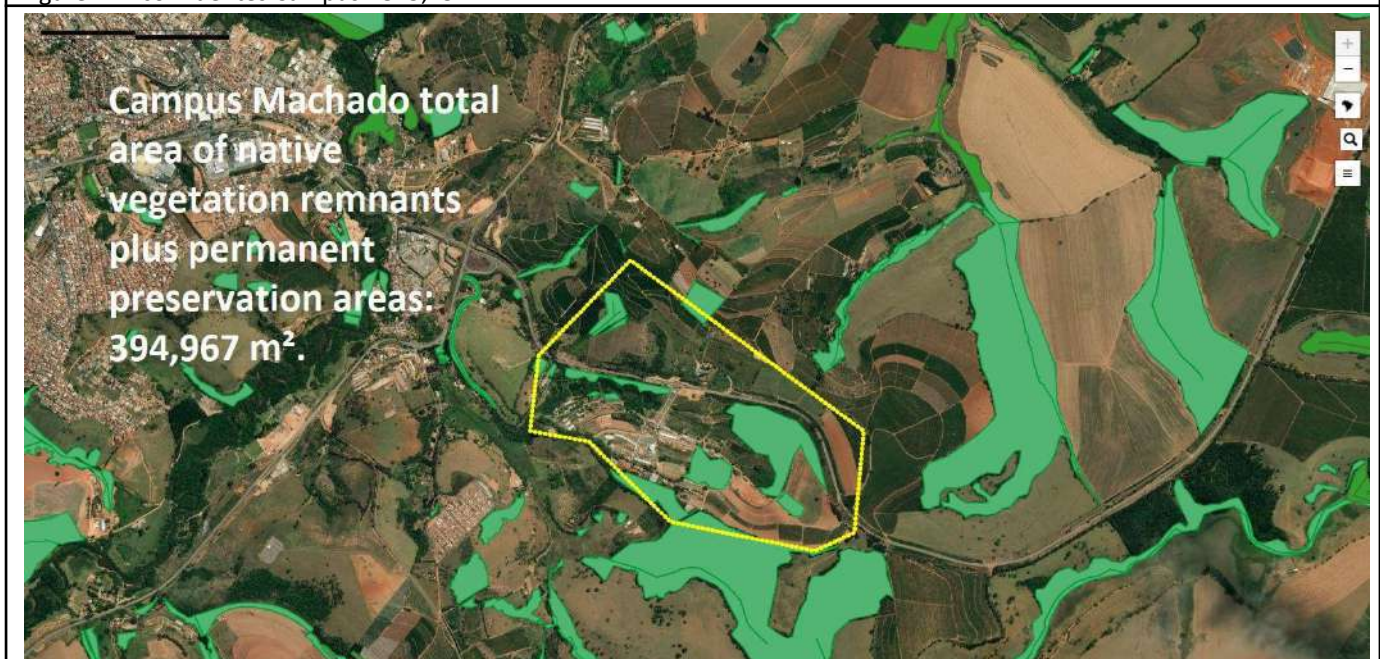 Campus Machado total
area of native
vegetation remnants
plus permanent
preservation areas:
394,967 m².